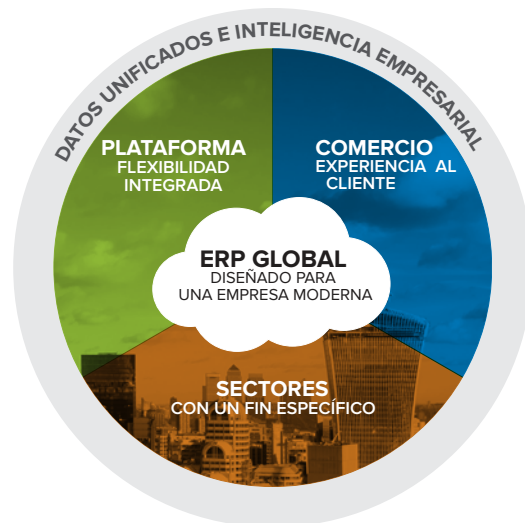 DATOS UNIFICADOS E INTELIGENCIA EMPRESARIAL
PLATAFORMA
FLEXIBILIDAD
INTEGRADA
COMERCIO
EXPERIENCIA AL
CLIENTE
ERP GLOBAL
DISEÑADO PARA
UNA EMPRESA MODERNA
SECTORES
CON UN FIN ESPECÍFICO